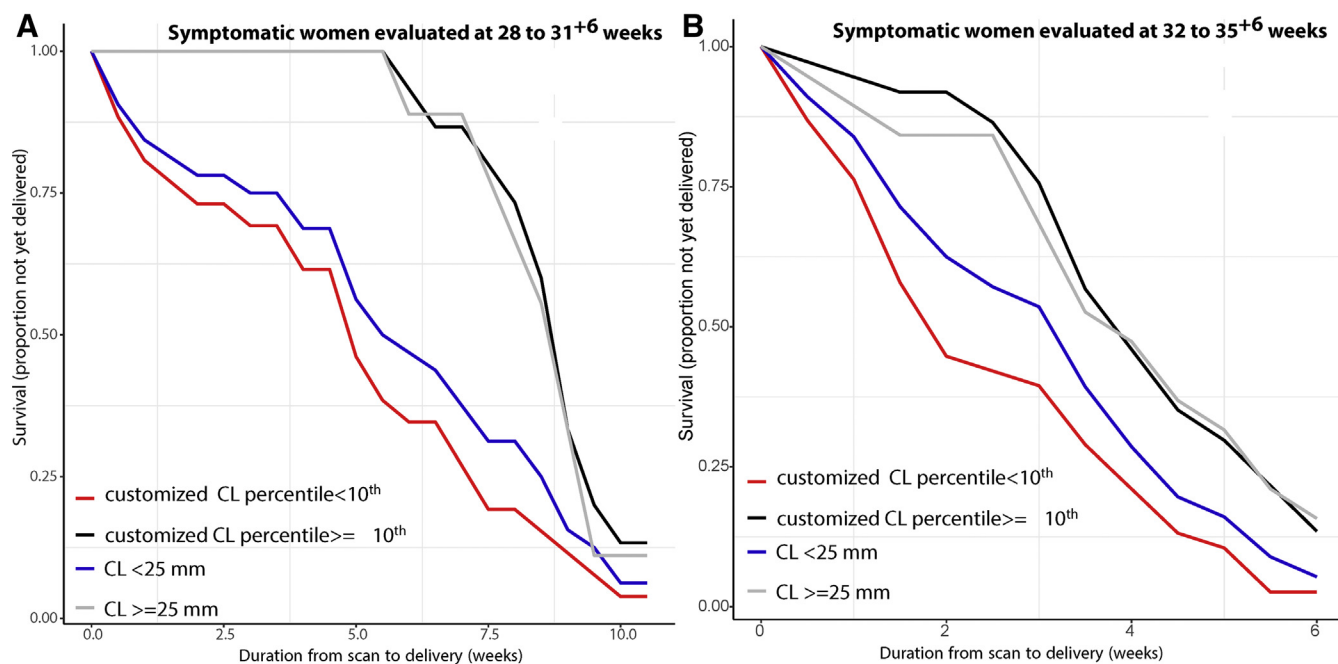 A
Symptomatic women evaluated at 28 to 31+6 weeks
Survival (proportion not yet delivered)
1.00
0.75
0.50
0.25
0.00
customized CL percentile<10th
customized CL percentile>= 10th
CL <25 mm
CL >=25 mm
0.0 2.5 5.0 7.5 10.0
Duration from scan to delivery (weeks)
B
Symptomatic women evaluated at 32 to 35+6 weeks
Survival (proportion not yet delivered)
1.00
0.75
0.50
0.25
0.00
customized CL percentile<10th
customized CL percentile>= 10th
CL <25 mm
CL >=25 mm
0 2 4 6
Duration from scan to delivery (weeks)